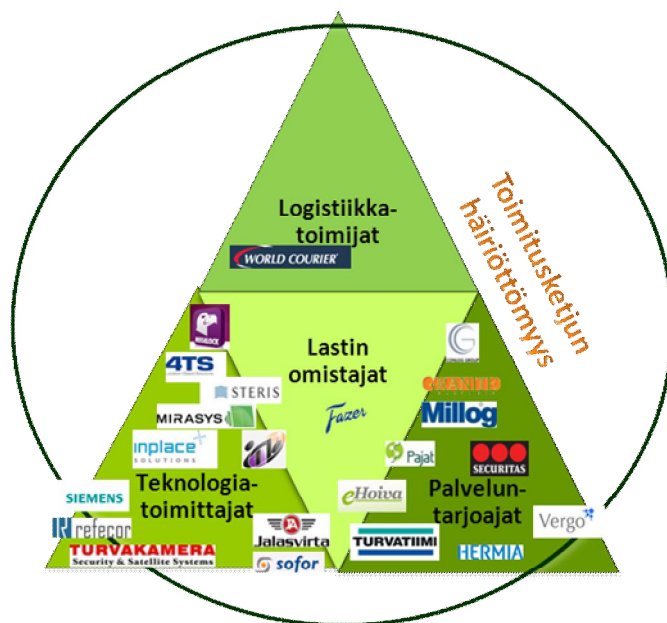 Logistiikka-
toimijat
WORLD COURIER
Toimitusketjun
häiriöttömyys
Lastin
omistajat
Fazer
4TS
STERIS
MIRASYS
inplace
SOLUTIONS
SIEMENS
Teknologia-
toimittajat
refecor
TURVAKAMERA
Security & Satellite Systems
Jalasvirta
sofor
Millog
Pajat
SECURITAS
eHoiva
Palvelun-
tarjoajat
TURVATIIMI
HERMIA
Vergo